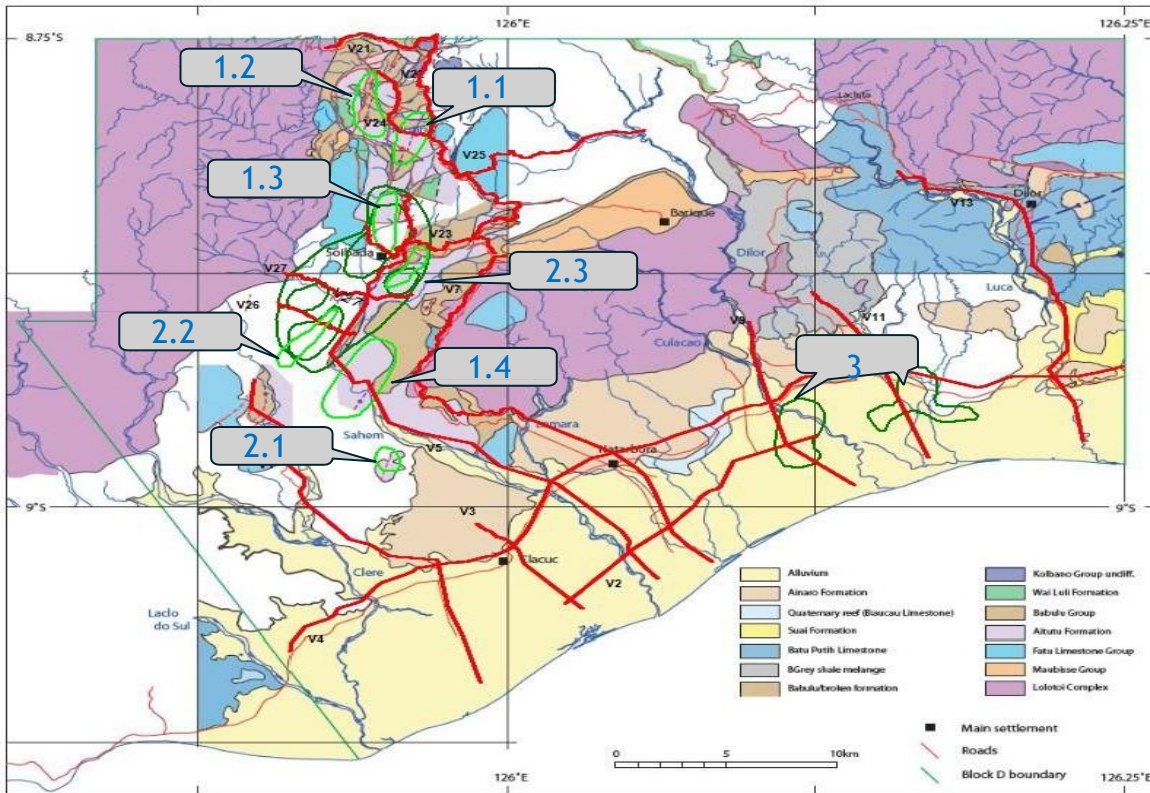 126°E
126.25°E
8.75°S
V21
1.2
1.1
V24
V25
Lacluta
1.3
V13
Dilor
Barique
V23
Soibada
V27
2.3
Dilor
V7
Luca
V26
2.2
V9
V11
Culacao
3
1.4
Sahem
2.1
V5
Natarbora
9°S
9°S
V3
Clacuc
V2
Clere
Laclo
do Sul
V4
Alluvium
Ainaro Formation
Quaternary reef (Baucau Limestone)
Suai Formation
Batu Putih Limestone
BGrey shale melange
Babulu/broken formation
Kolbano Group undiff.
Wai Luli Formation
Babulu Group
Aitutu Formation
Fatu Limestone Group
Maubisse Group
Lolotoi Complex
Main settlement
Roads
Block D boundary
0
5
10km
126°E
126.25°E